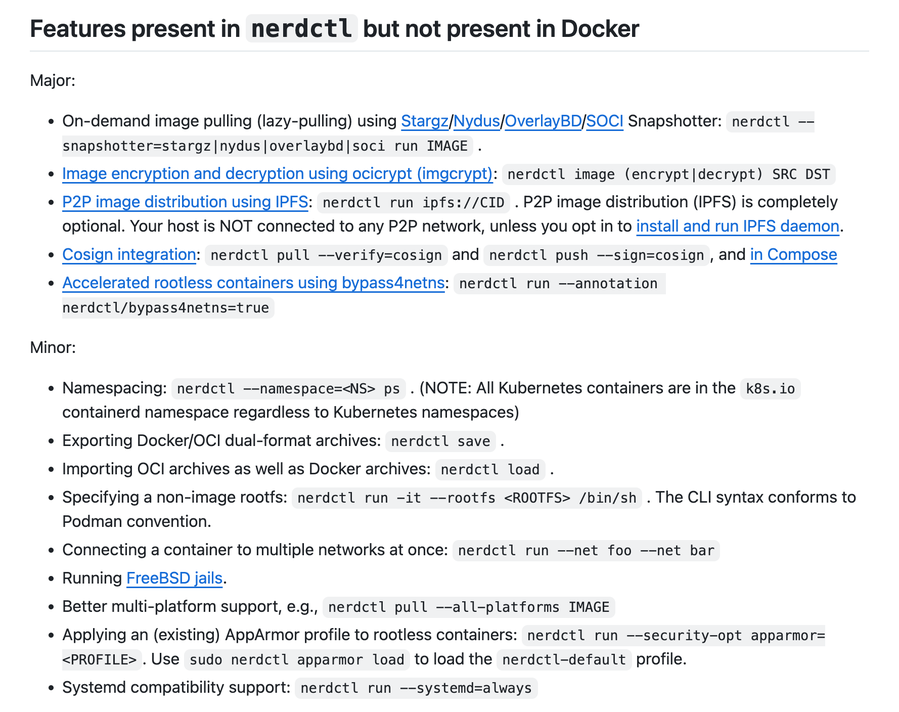 Features present in nerdctl but not present in Docker
Major:
• On-demand image pulling (lazy-pulling) using Stargz/Nydus/OverlayBD/SOCI Snapshotter: nerdctl --
snapshotter=stargz|nydus|overlaybd|soci run IMAGE .
• Image encryption and decryption using ocicrypt (imgcrypt): nerdctl image (encrypt|decrypt) SRC DST
• P2P image distribution using IPFS: nerdctl run ipfs://CID . P2P image distribution (IPFS) is completely
optional. Your host is NOT connected to any P2P network, unless you opt in to install and run IPFS daemon.
• Cosign integration: nerdctl pull --verify=cosign and nerdctl push --sign=cosign , and in Compose
• Accelerated rootless containers using bypass4netns: nerdctl run --annotation
nerdctl/bypass4netns=true
Minor:
• Namespacing: nerdctl --namespace=<NS> ps . (NOTE: All Kubernetes containers are in the k8s.io
containerd namespace regardless to Kubernetes namespaces)
• Exporting Docker/OCI dual-format archives: nerdctl save .
• Importing OCI archives as well as Docker archives: nerdctl load .
• Specifying a non-image rootfs: nerdctl run -it --rootfs <ROOTFS> /bin/sh . The CLI syntax conforms to
Podman convention.
• Connecting a container to multiple networks at once: nerdctl run --net foo --net bar
• Running FreeBSD jails.
• Better multi-platform support, e.g., nerdctl pull --all-platforms IMAGE
• Applying an (existing) AppArmor profile to rootless containers: nerdctl run --security-opt apparmor=
<PROFILE> . Use sudo nerdctl apparmor load to load the nerdctl-default profile.
• Systemd compatibility support: nerdctl run --systemd=always